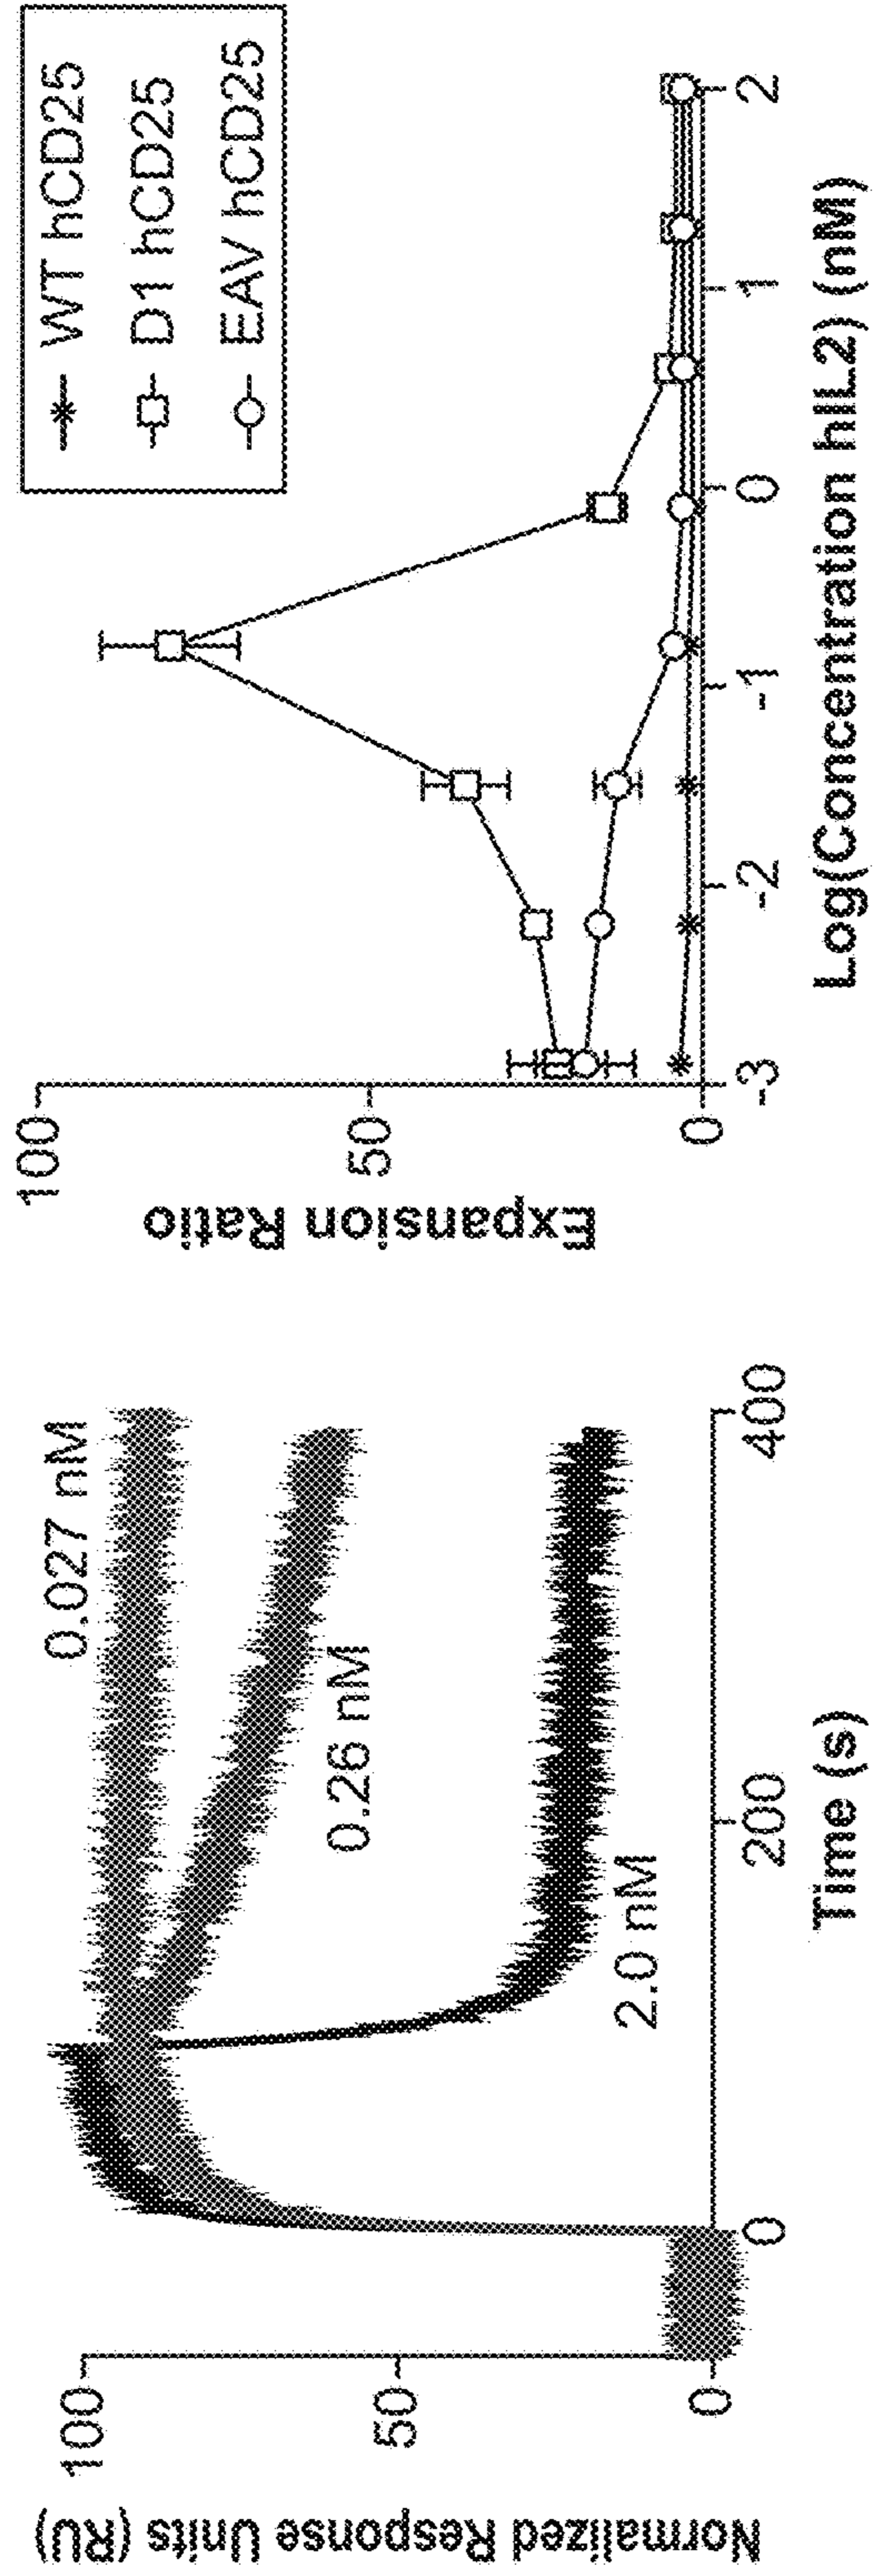 Normalized Response Units (RU)
100
50
0
0.027 nM
0.26 nM
2.0 nM
0
200
400
Time (s)
Expansion Ratio
100
50
0
WT hCD25
D1 hCD25
EAV hCD25
-3
-2
-1
0
1
2
Log(Concentration hIL2) (nM)